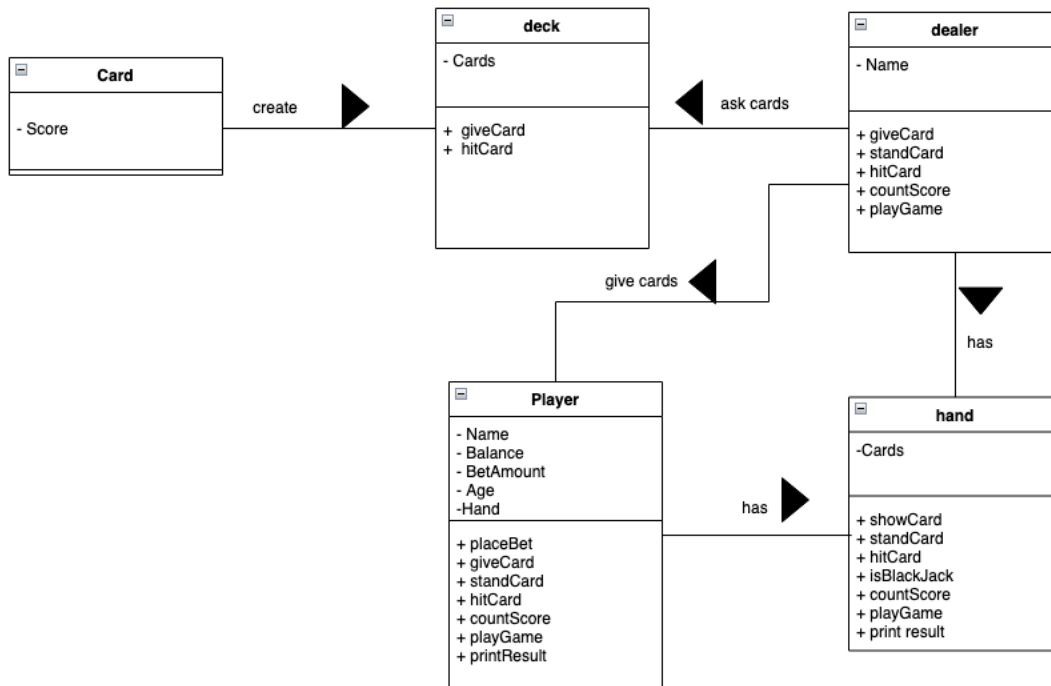 Card
- Score
create
deck
- Cards
+ giveCard
+ hitCard
ask cards
dealer
- Name
+ giveCard
+ standCard
+ hitCard
+ countScore
+ playGame
give cards
has
Player
- Name
- Balance
- BetAmount
- Age
-Hand
+ placeBet
+ giveCard
+ standCard
+ hitCard
+ countScore
+ playGame
+ printResult
has
hand
-Cards
+ showCard
+ standCard
+ hitCard
+ isBlackJack
+ countScore
+ playGame
+ print result